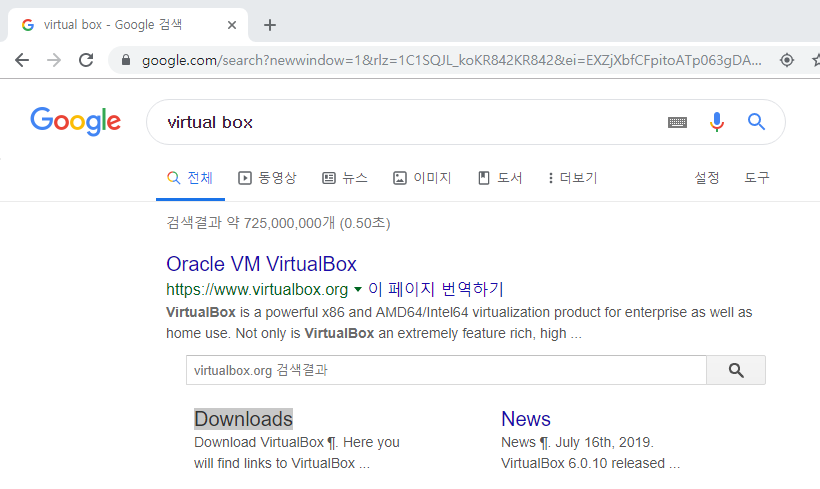 virtual box - Google 검색
google.com/search?newwindow=1&rlz=1C1SQJL_koKR842KR842&ei=EXZjXbfCFpitoATp063gDA...
Google
virtual box
전체 동영상 뉴스 이미지 도서 더보기 설정 도구
검색결과 약 725,000,000개 (0.50초)
Oracle VM VirtualBox
https://www.virtualbox.org 이 페이지 번역하기
VirtualBox is a powerful x86 and AMD64/Intel64 virtualization product for enterprise as well as
home use. Not only is VirtualBox an extremely feature rich, high ...
virtualbox.org 검색결과
Downloads
Download VirtualBox ¶. Here you
will find links to VirtualBox ...
News
News ¶. July 16th, 2019.
VirtualBox 6.0.10 released ...